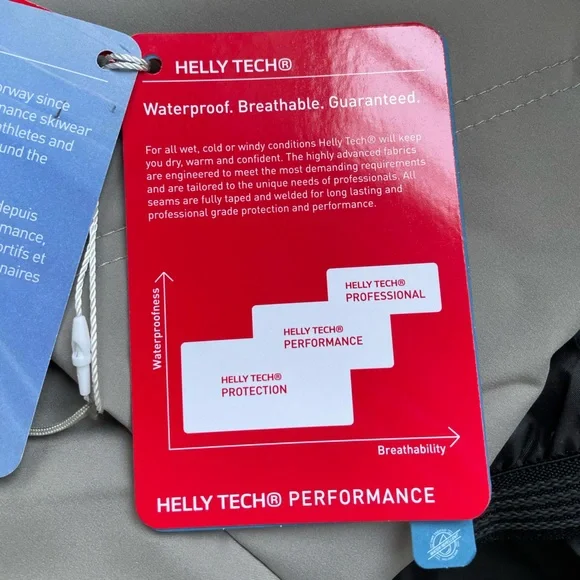 orway since
nance skiwear
athletes and
und the
depuis
mance,
ortifs et
nnaires
HELLY TECH®
Waterproof. Breathable. Guaranteed.
For all wet, cold or windy conditions Helly Tech® will keep
you dry, warm and confident. The highly advanced fabrics
are engineered to meet the most demanding requirements
and are tailored to the unique needs of professionals. All
seams are fully taped and welded for long lasting and
professional grade protection and performance.
Waterproofness
HELLY TECH®
PROFESSIONAL
HELLY TECH®
PERFORMANCE
HELLY TECH®
PROTECTION
Breathability
HELLY TECH® PERFORMANCE